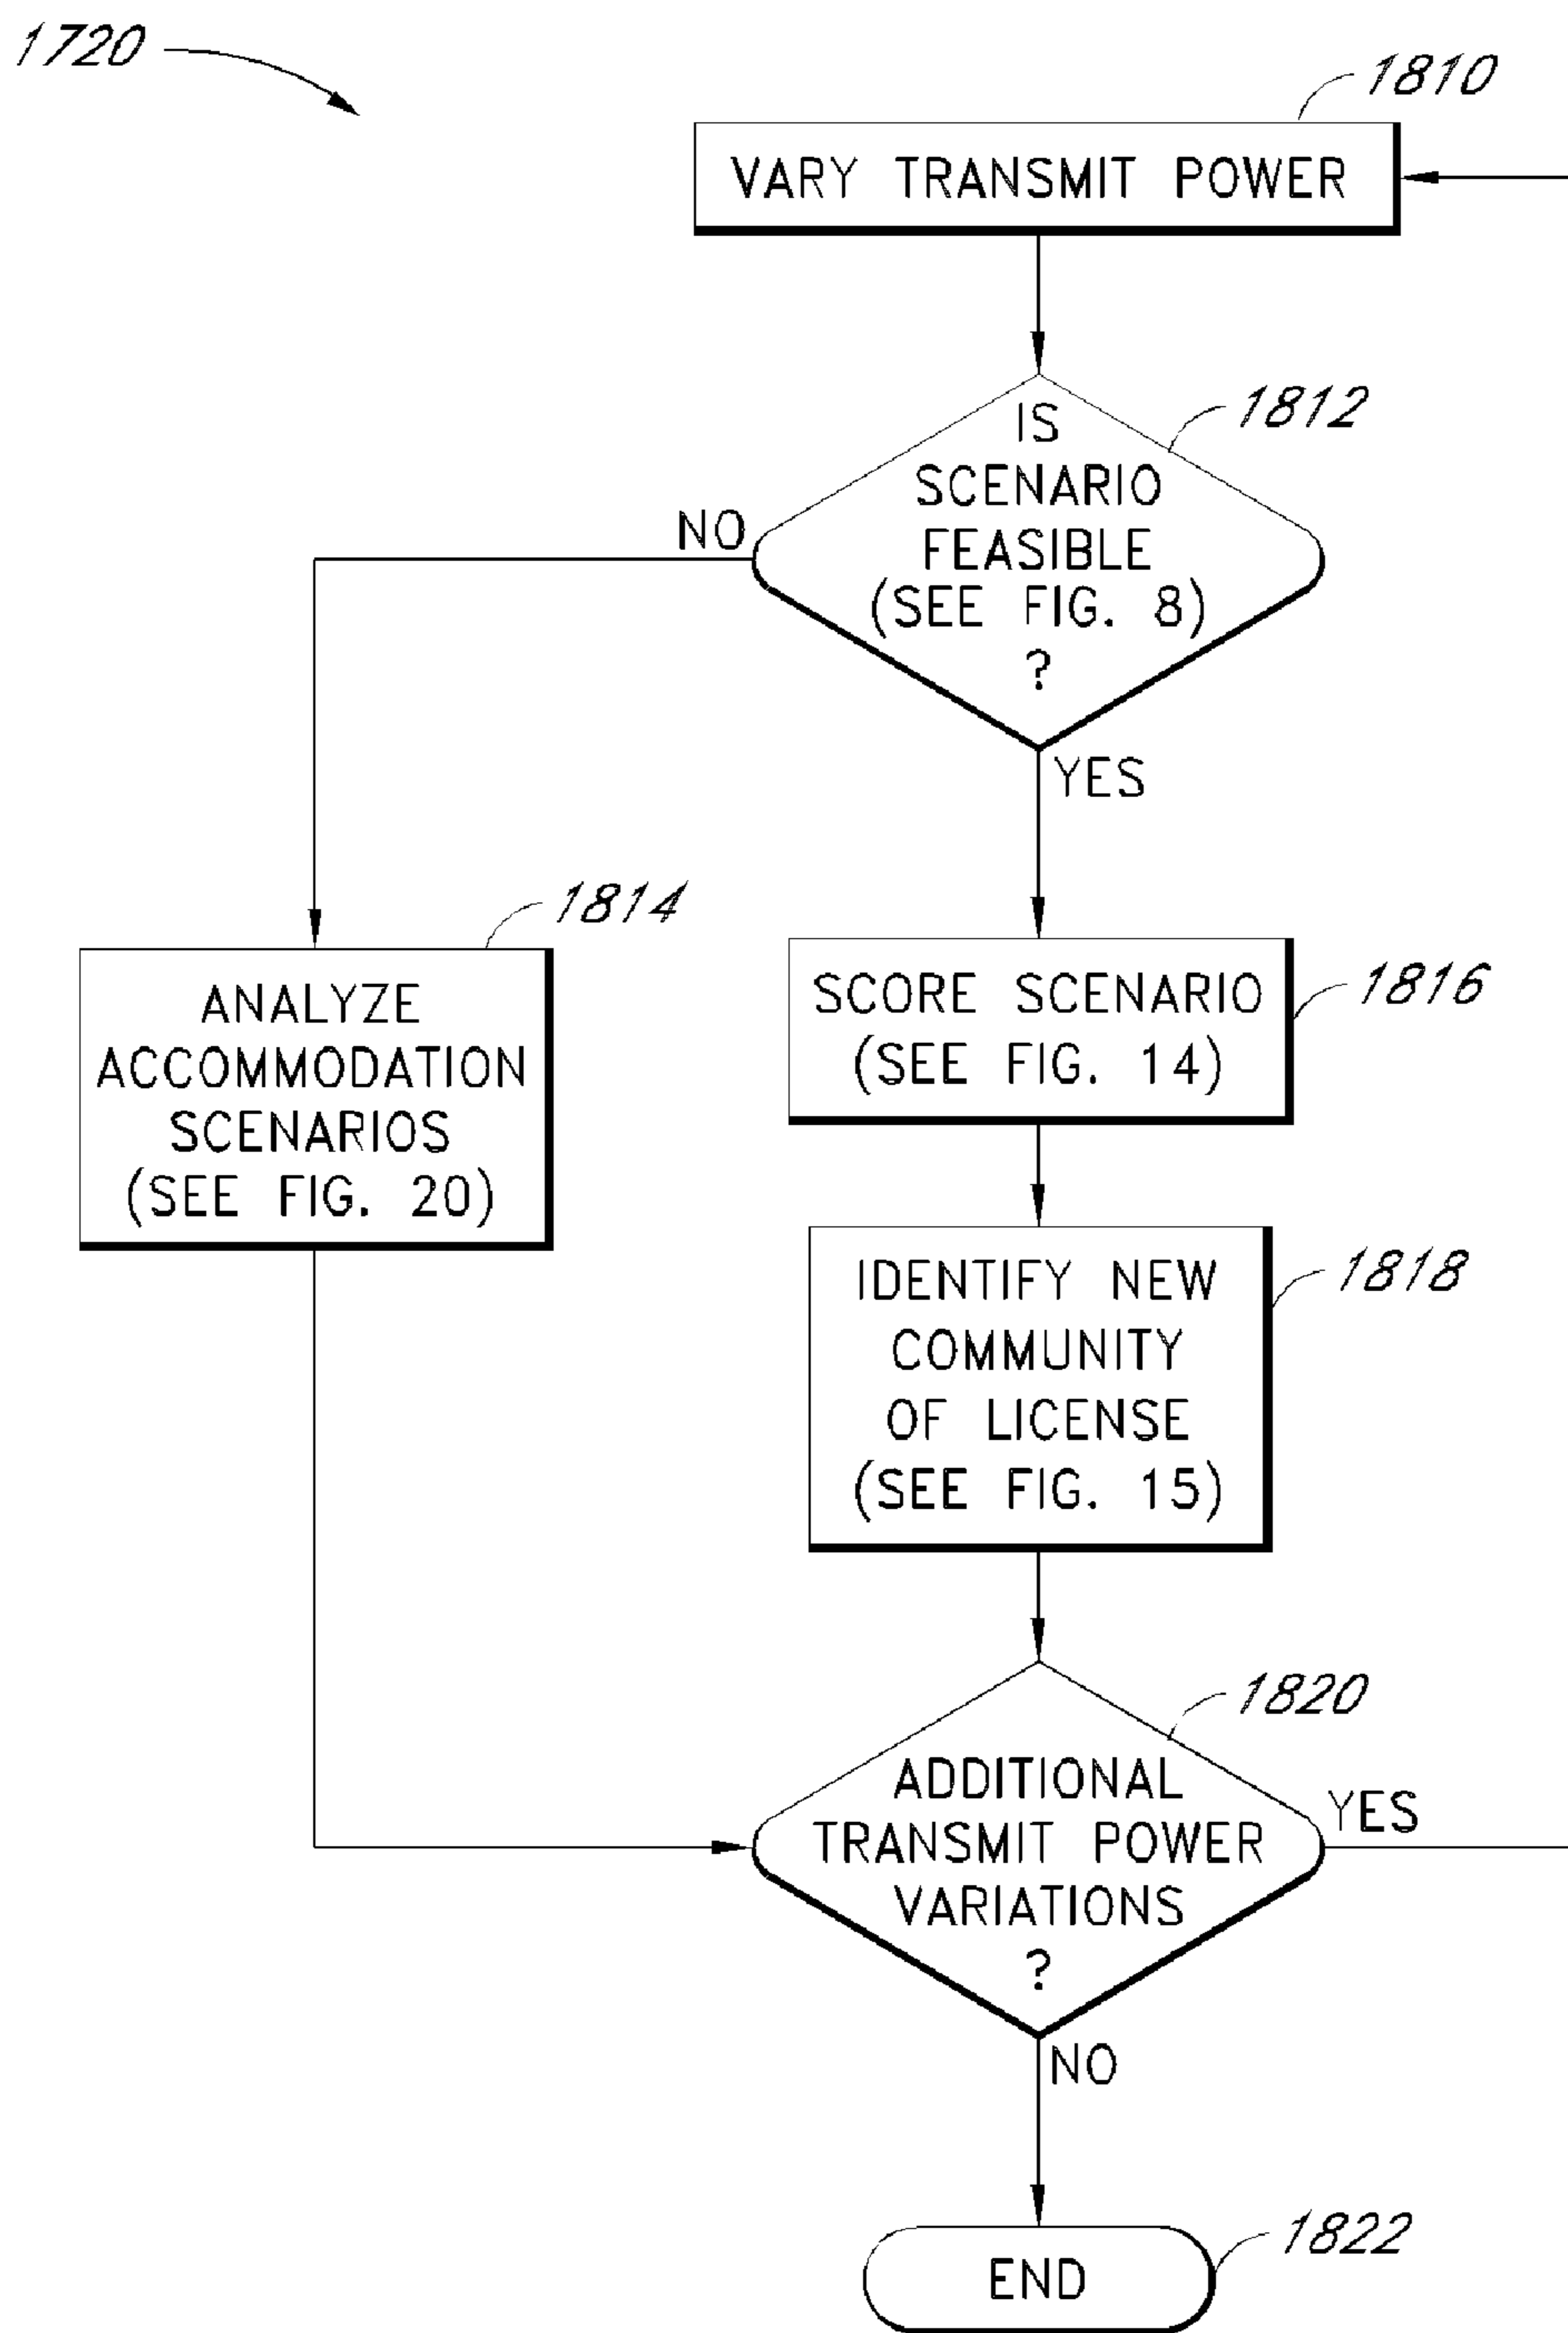 1720
1810
VARY TRANSMIT POWER
1812
IS
SCENARIO
FEASIBLE
(SEE FIG. 8)
?
NO
YES
1814
ANALYZE
ACCOMMODATION
SCENARIOS
(SEE FIG. 20)
1816
SCORE SCENARIO
(SEE FIG. 14)
1818
IDENTIFY NEW
COMMUNITY
OF LICENSE
(SEE FIG. 15)
1820
ADDITIONAL
TRANSMIT POWER
VARIATIONS
?
YES
NO
1822
END